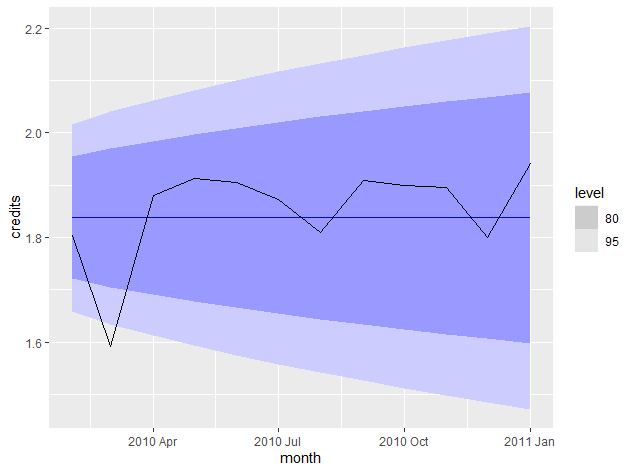 2.2
2.0
1.8
1.6
credits
2010 Apr
2010 Jul
2010 Oct
2011 Jan
month
level
80
95